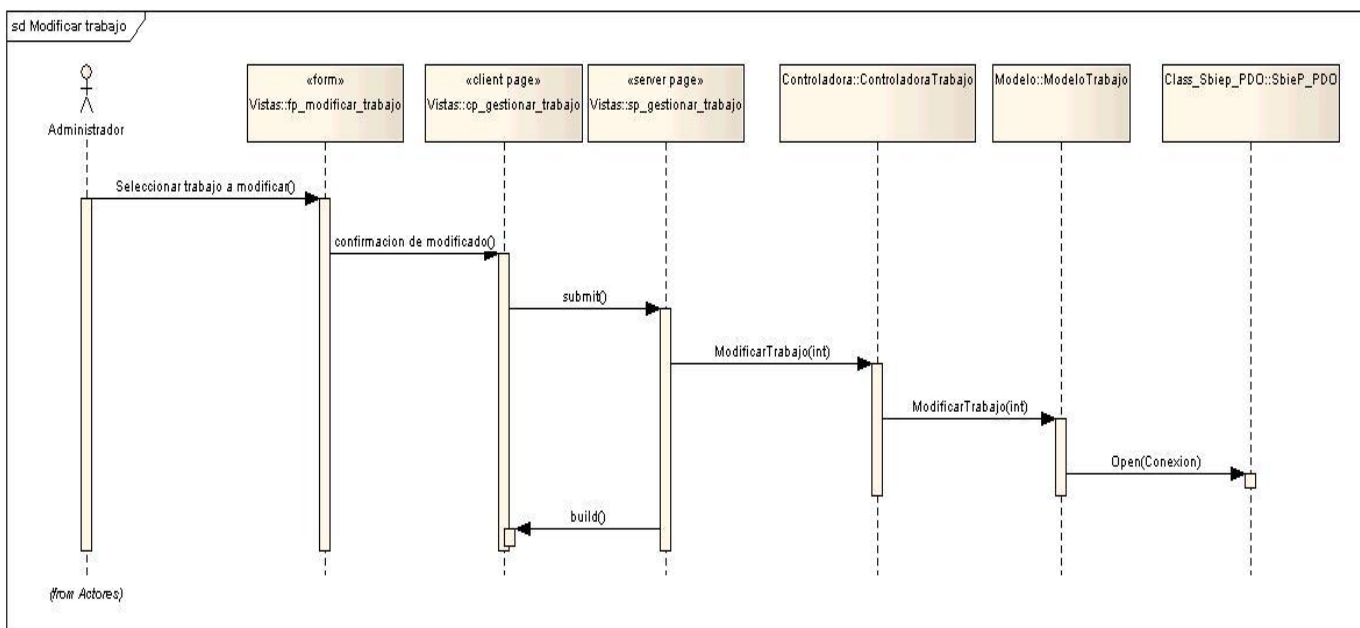 sd Modificar trabajo
Administrador
«form»
Vistas::fp_modificar_trabajo
«client page»
Vistas::cp_gestionar_trabajo
«server page»
Vistas::sp_gestionar_trabajo
Controladora::ControladoraTrabajo
Modelo::ModeloTrabajo
Class_Sbiep_PDO::SbieP_PDO
Seleccionar trabajo a modificar()
confirmacion de modificado()
submit()
ModificarTrabajo(int)
ModificarTrabajo(int)
Open(Conexion)
build()
(from Actores)